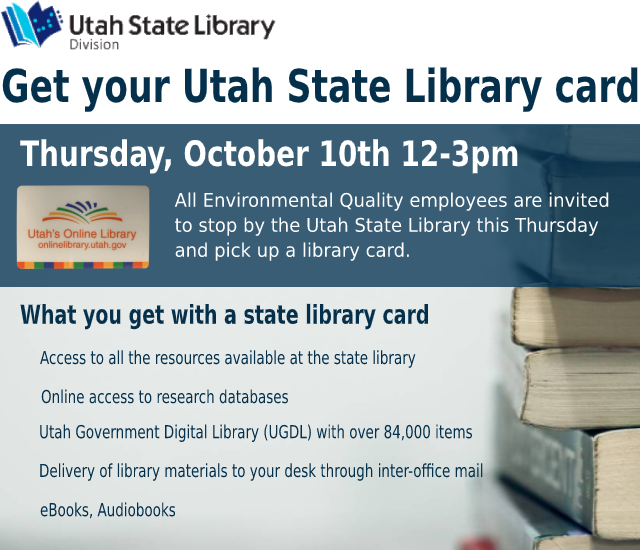 Utah State Library
Division
Get your Utah State Library card
Thursday, October 10th 12-3pm
Utah's Online Library
onlinelibrary.utah.gov
All Environmental Quality employees are invited
to stop by the Utah State Library this Thursday
and pick up a library card.
What you get with a state library card
Access to all the resources available at the state library
Online access to research databases
Utah Government Digital Library (UGDL) with over 84,000 items
Delivery of library materials to your desk through inter-office mail
eBooks, Audiobooks